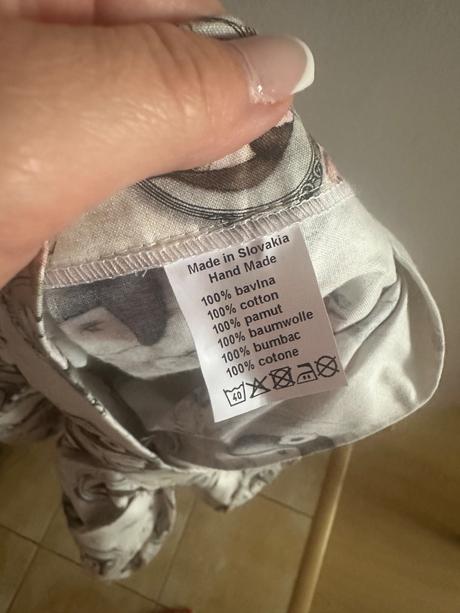 Made in Slovakia
Hand Made
100% bavlna
100% cotton
100% pamut
100% baumwolle
100% bumbac
100% cotone
40